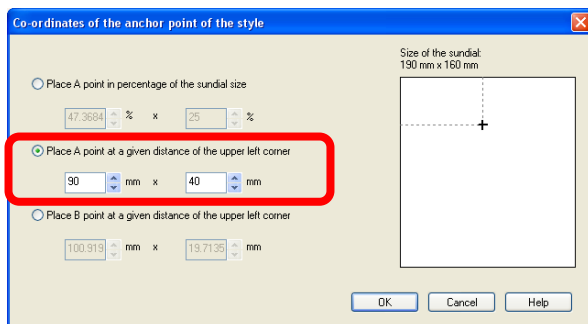 Co-ordinates of the anchor point of the style
Size of the sundial:
190 mm x 160 mm
Place A point in percentage of the sundial size
47.3684 % x 25 %
Place A point at a given distance of the upper left corner
90 mm x 40 mm
Place B point at a given distance of the upper left corner
100.919 mm x 19.7135 mm
OK Cancel Help